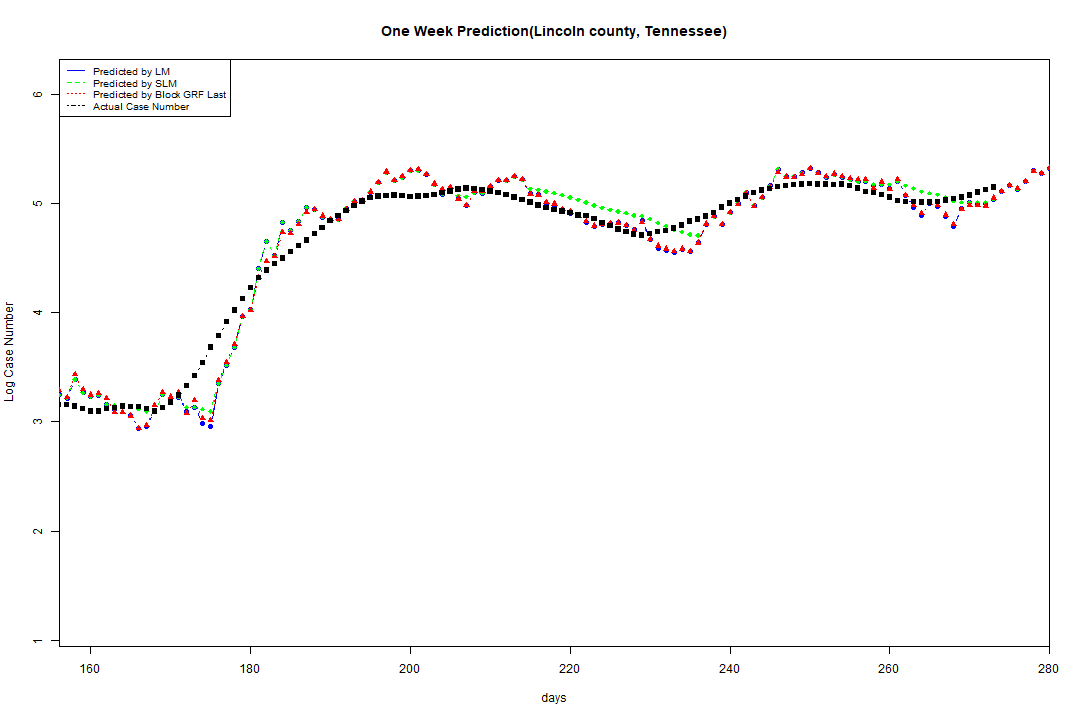 One Week Prediction(Lincoln county, Tennessee)
Predicted by LM
Predicted by SLM
Predicted by Block GRF Last
Actual Case Number
6
5
4
3
2
1
Log Case Number
160 180 200 220 240 260 280
days